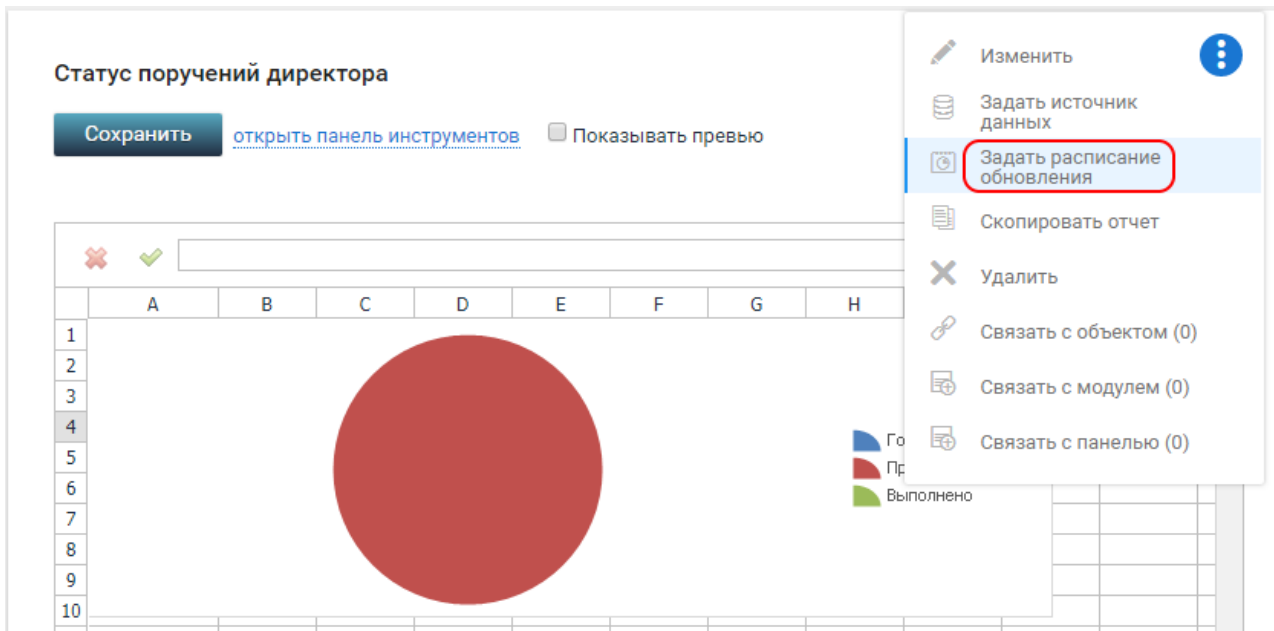 Статус поручений директора
Сохранить открыть панель инструментов Показывать превью
Изменить
Задать источник
данных
Задать расписание
обновления
Скопировать отчет
Удалить
Связать с объектом (0)
Связать с модулем (0)
Связать с панелью (0)
A B C D E F G H
1
2
3
4
5
6
7
8
9
10
Го
Пр
Выполнено